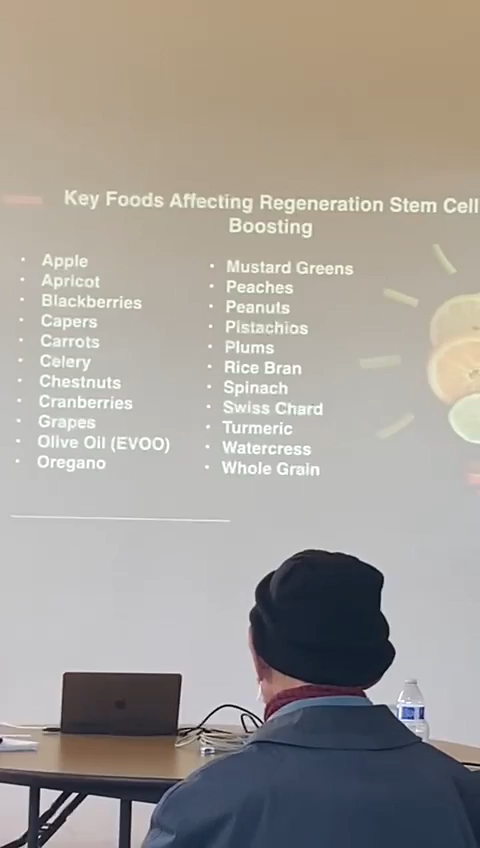 Key Foods Affecting Regeneration Stem Cell
Boosting
• Apple
• Apricot
• Blackberries
• Capers
• Carrots
• Celery
• Chestnuts
• Cranberries
• Grapes
• Olive Oil (EVOO)
• Oregano
• Mustard Greens
• Peaches
• Peanuts
• Pistachios
• Plums
• Rice Bran
• Spinach
• Swiss Chard
• Turmeric
• Watercress
• Whole Grain